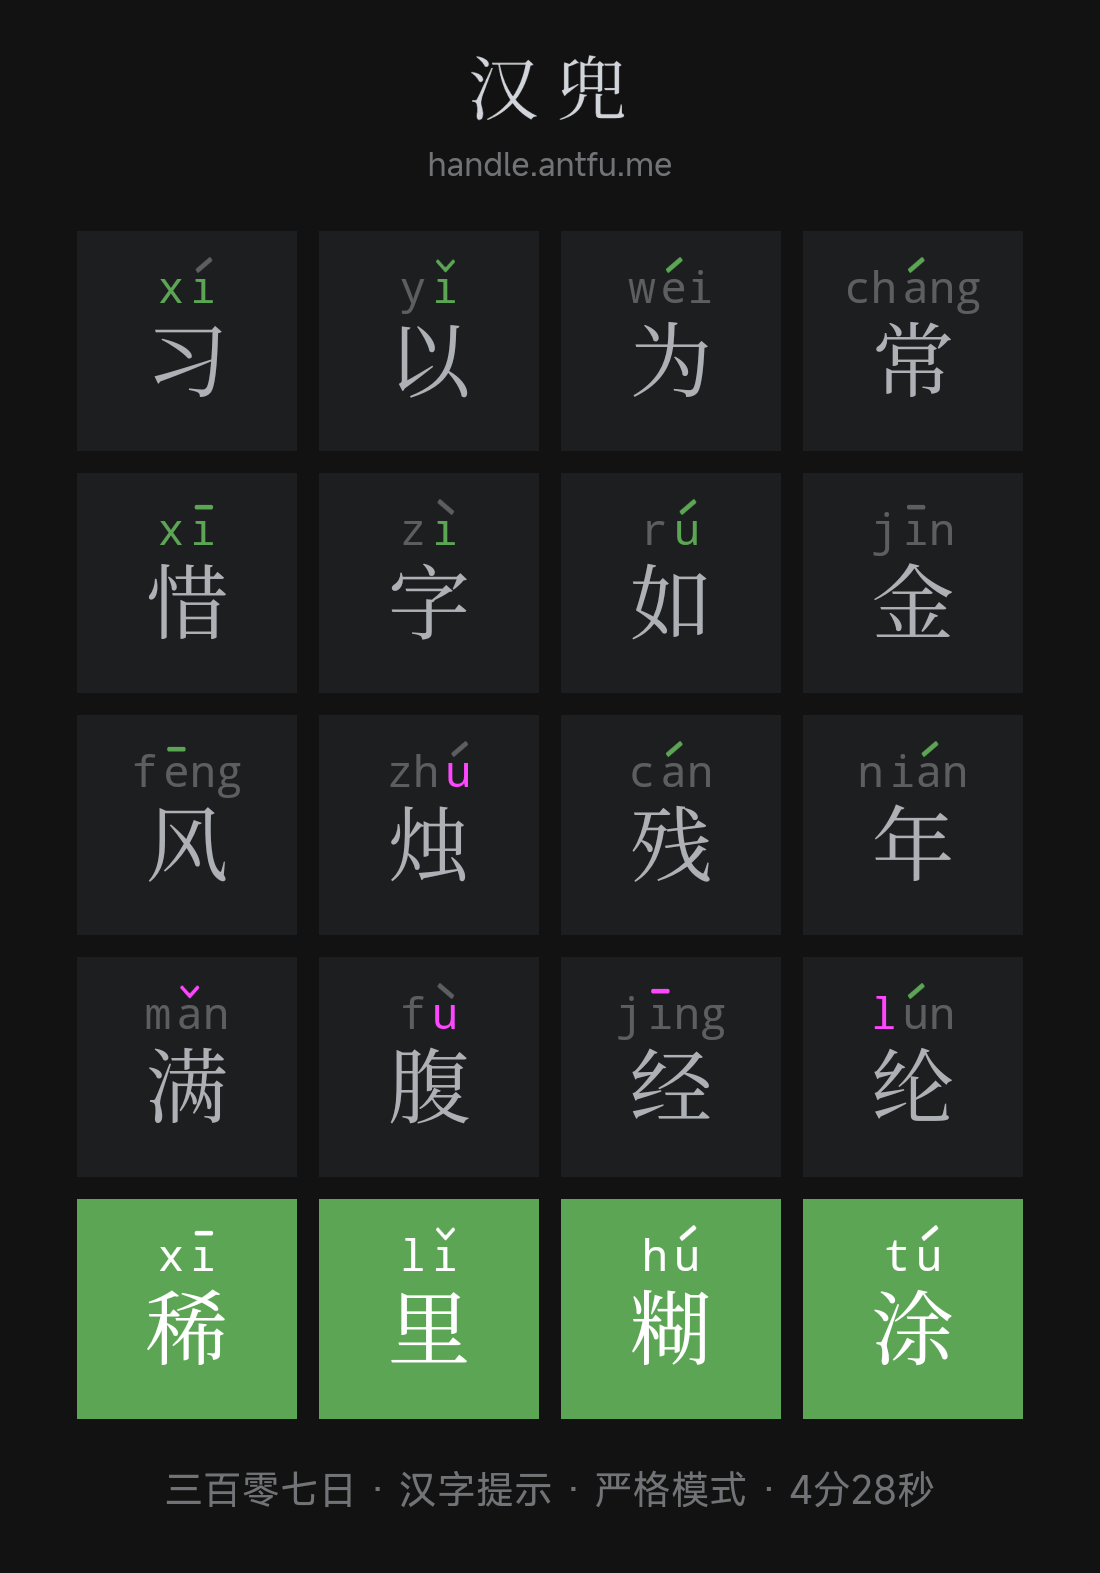 汉兜
handle.antfu.me
xí yǐ wéi cháng
习 以 为 常
xī zì rú jīn
惜 字 如 金
fēng zhú cán nián
风 烛 残 年
mǎn fù jīng lún
满 腹 经 纶
xī lǐ hú tú
稀 里 糊 涂
三百零七日 · 汉字提示 · 严格模式 · 4分28秒